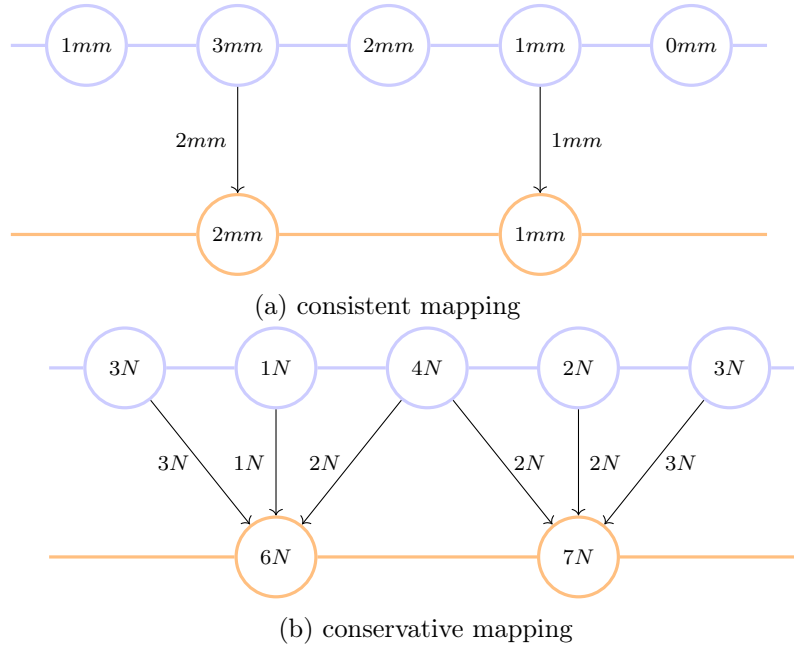 1mm 3mm 2mm 1mm 0mm
2mm 1mm
2mm 1mm
(a) consistent mapping
3N 1N 4N 2N 3N
3N 1N 2N 2N 2N 3N
6N 7N
(b) conservative mapping